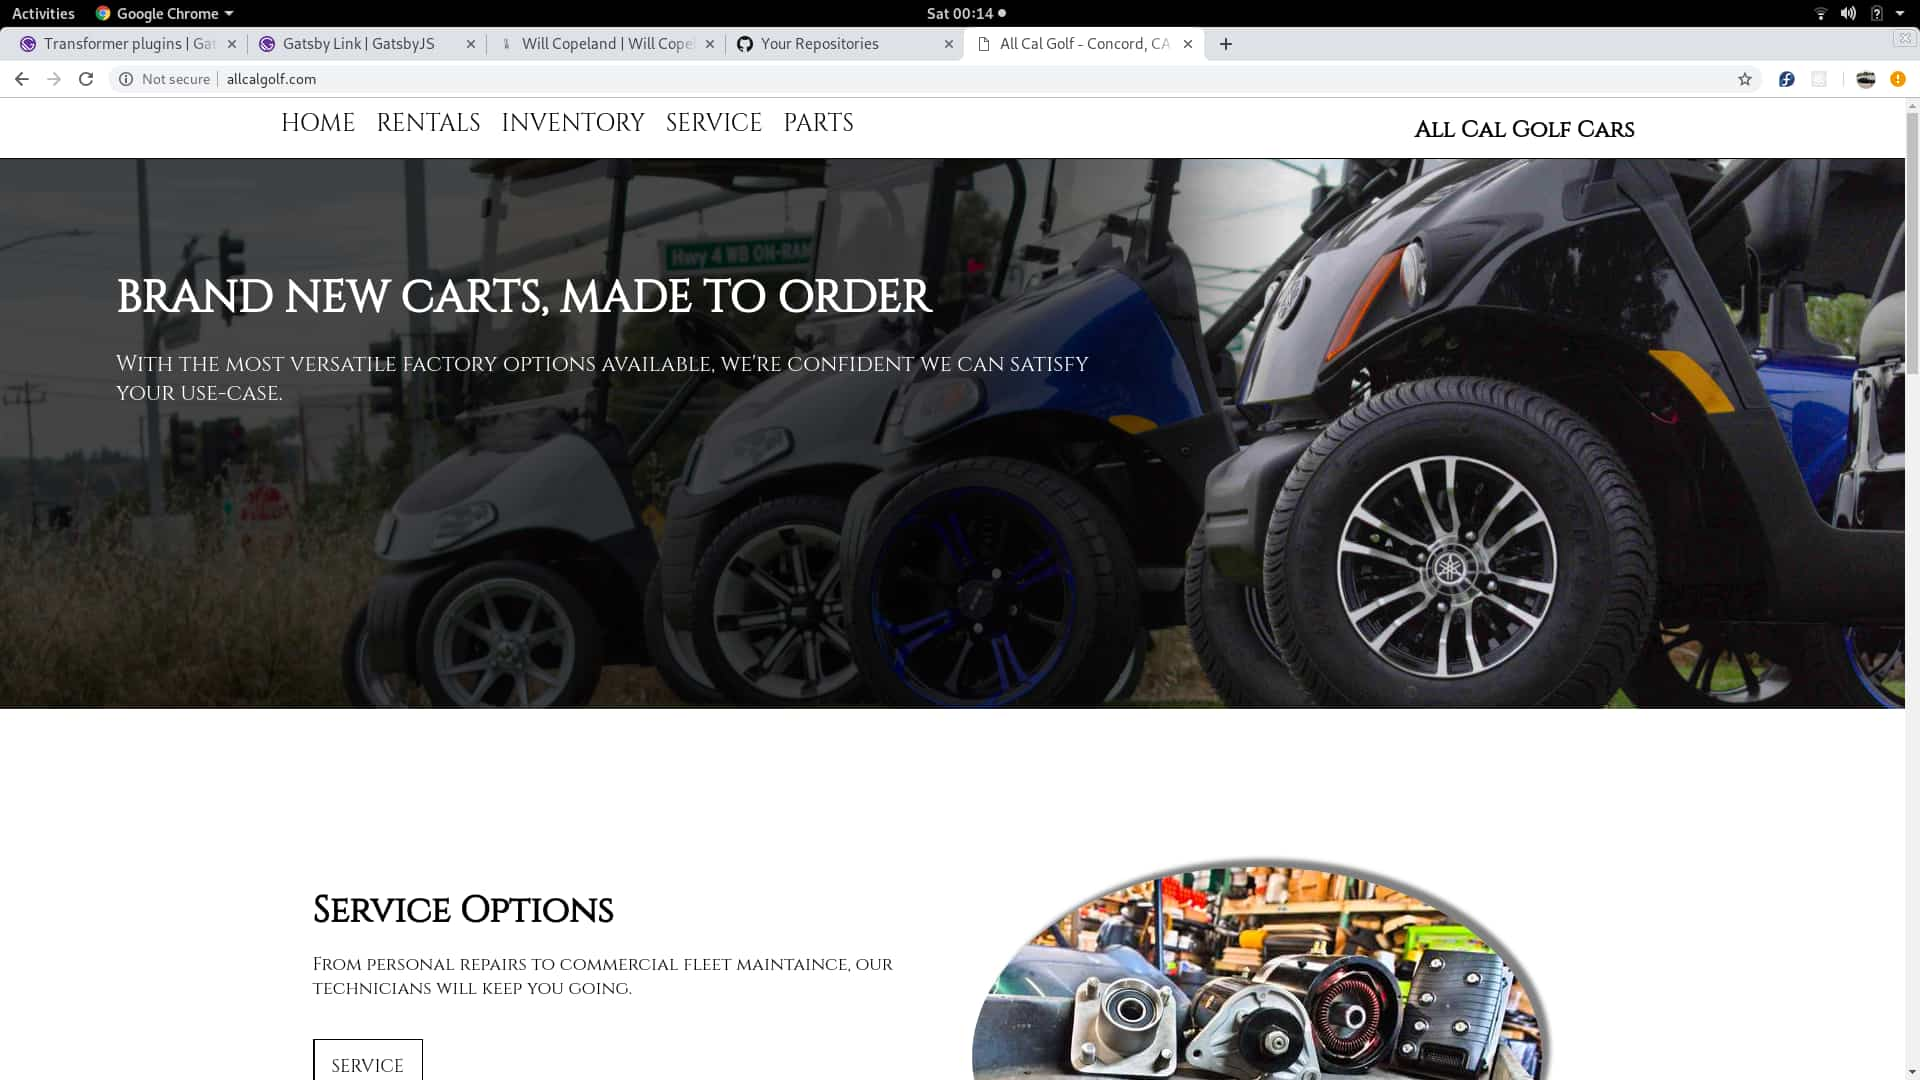 Activities Google Chrome Sat 00:14
Transformer plugins | Gat Gatsby Link | GatsbyJS Will Copeland | Will Cope Your Repositories All Cal Golf - Concord, CA
Not secure allcalgolf.com
HOME RENTALS INVENTORY SERVICE PARTS All Cal Golf Cars
Hwy 4 WB ON-RAM
BRAND NEW CARTS, MADE TO ORDER
With the most versatile factory options available, we're confident we can satisfy
your use-case.
Service Options
From personal repairs to commercial fleet maintaince, our
technicians will keep you going.
SERVICE